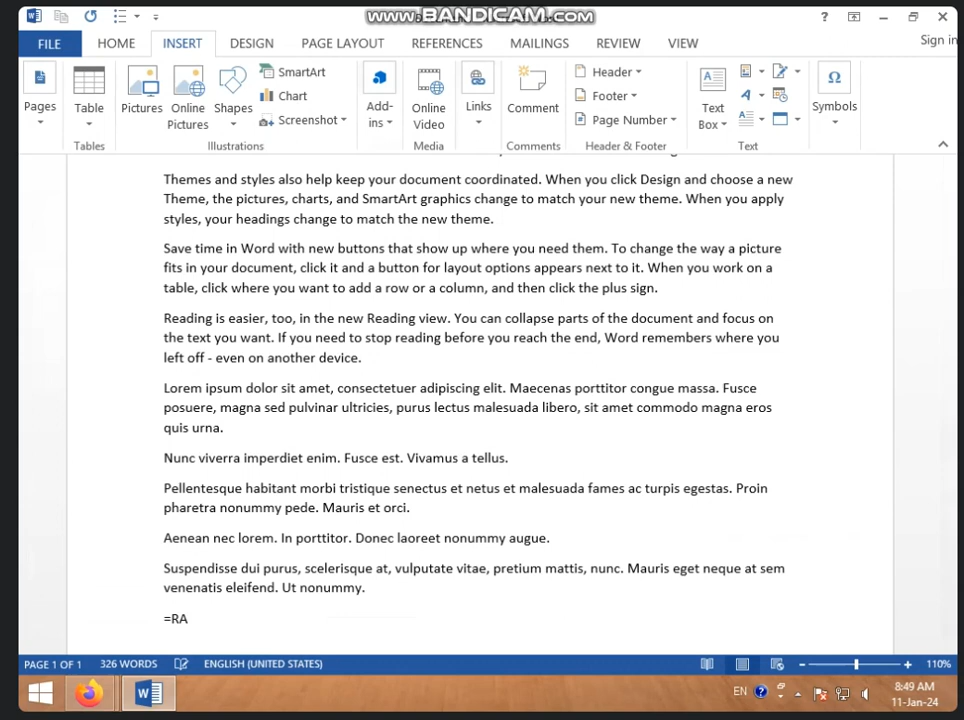 www.BANDICAM.com
Sign in
FILE HOME INSERT DESIGN PAGE LAYOUT REFERENCES MAILINGS REVIEW VIEW
Pages
Table
Pictures
Online
Pictures
Shapes
SmartArt
Chart
Screenshot
Add-
ins
Online
Video
Links
Comment
Header
Footer
Page Number
Text
Box
Symbols
Tables Illustrations Media Comments Header & Footer Text
Themes and styles also help keep your document coordinated. When you click Design and choose a new
Theme, the pictures, charts, and SmartArt graphics change to match your new theme. When you apply
styles, your headings change to match the new theme.
Save time in Word with new buttons that show up where you need them. To change the way a picture
fits in your document, click it and a button for layout options appears next to it. When you work on a
table, click where you want to add a row or a column, and then click the plus sign.
Reading is easier, too, in the new Reading view. You can collapse parts of the document and focus on
the text you want. If you need to stop reading before you reach the end, Word remembers where you
left off - even on another device.
Lorem ipsum dolor sit amet, consectetuer adipiscing elit. Maecenas porttitor congue massa. Fusce
posuere, magna sed pulvinar ultricies, purus lectus malesuada libero, sit amet commodo magna eros
quis urna.
Nunc viverra imperdiet enim. Fusce est. Vivamus a tellus.
Pellentesque habitant morbi tristique senectus et netus et malesuada fames ac turpis egestas. Proin
pharetra nonummy pede. Mauris et orci.
Aenean nec lorem. In porttitor. Donec laoreet nonummy augue.
Suspendisse dui purus, scelerisque at, vulputate vitae, pretium mattis, nunc. Mauris eget neque at sem
venenatis eleifend. Ut nonummy.
=RA
PAGE 1 OF 1 326 WORDS ENGLISH (UNITED STATES) 110%
EN 8:49 AM
11-Jan-24